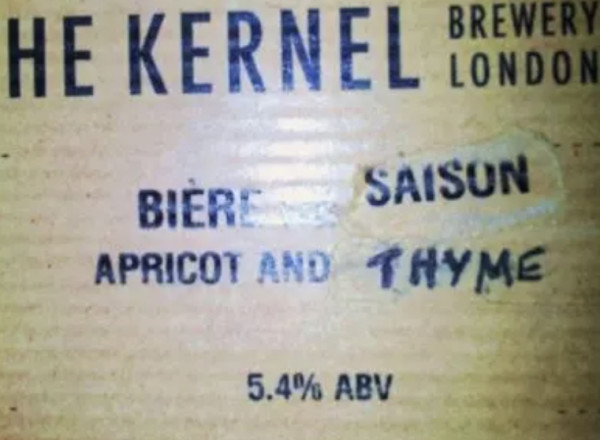 HE KERNEL
BREWERY
LONDON
BIÈRE SAISON
APRICOT AND THYME
5.4% ABV